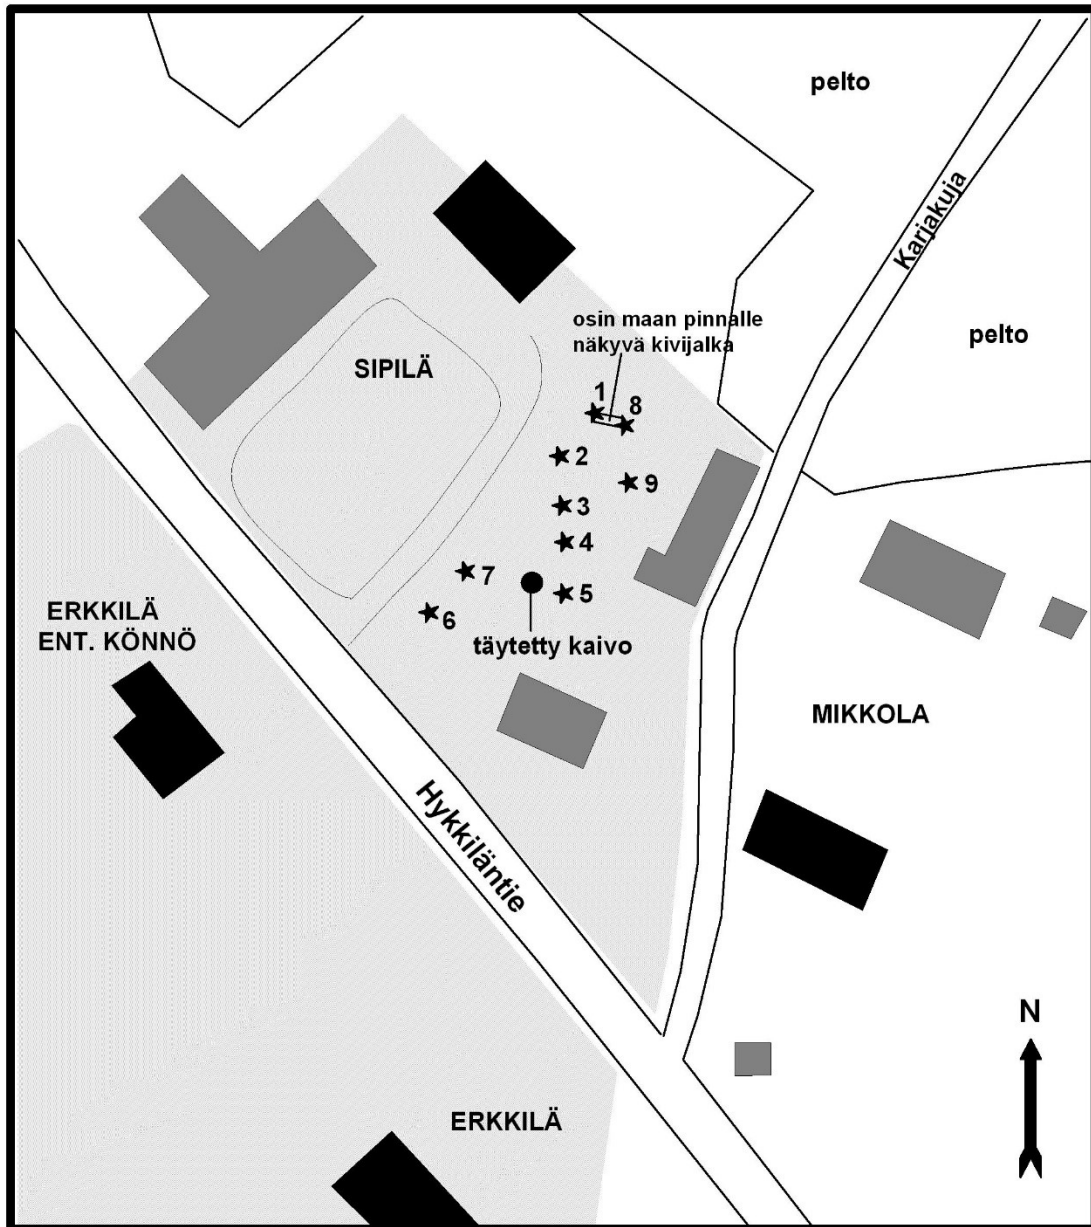 pelto
Karjakuja
osin maan pinnalle
näkyvä kivijalka
pelto
SIPILÄ
1
8
2
9
3
4
7
5
6
täytetty kaivo
ERKKILÄ
ENT. KÖNNÖ
MIKKOLA
Hykkiläntie
N
ERKKILÄ